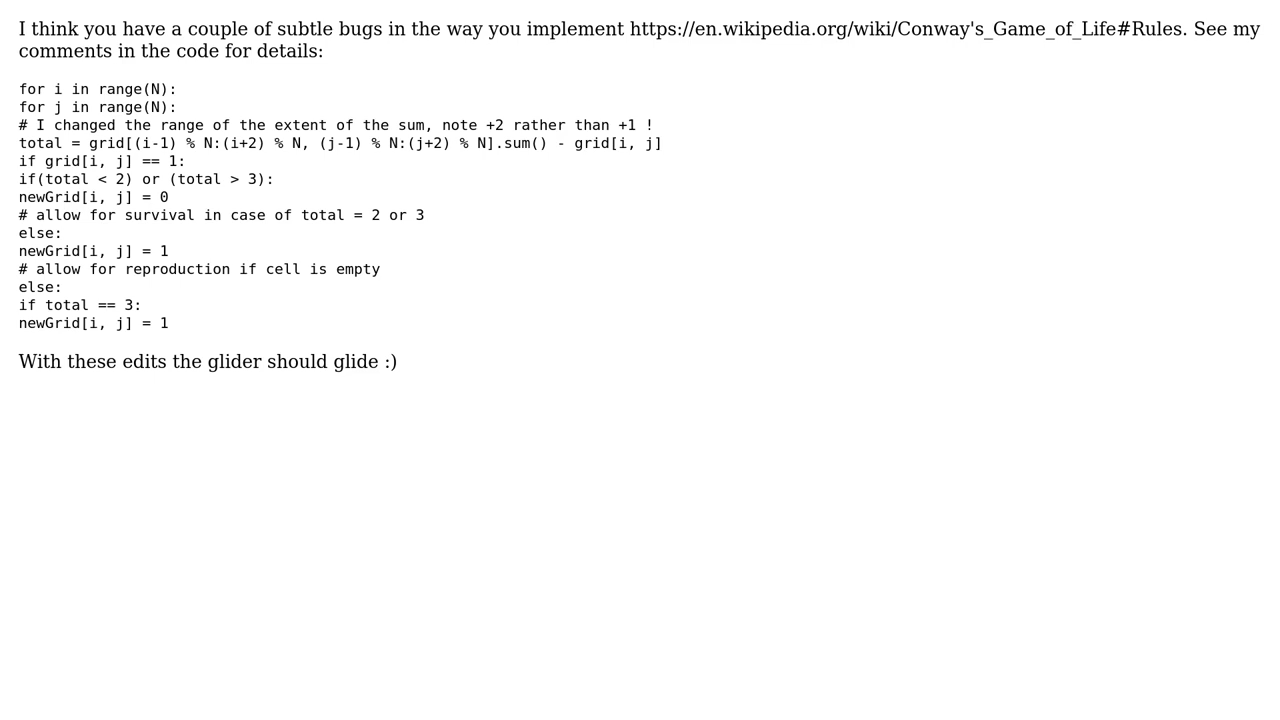 I think you have a couple of subtle bugs in the way you implement https://en.wikipedia.org/wiki/Conway's_Game_of_Life#Rules. See my
comments in the code for details:
for i in range(N):
for j in range(N):
# I changed the range of the extent of the sum, note +2 rather than +1 !
total = grid[(i-1) % N:(i+2) % N, (j-1) % N:(j+2) % N].sum() - grid[i, j]
if grid[i, j] == 1:
if(total < 2) or (total > 3):
newGrid[i, j] = 0
# allow for survival in case of total = 2 or 3
else:
newGrid[i, j] = 1
# allow for reproduction if cell is empty
else:
if total == 3:
newGrid[i, j] = 1
With these edits the glider should glide :)